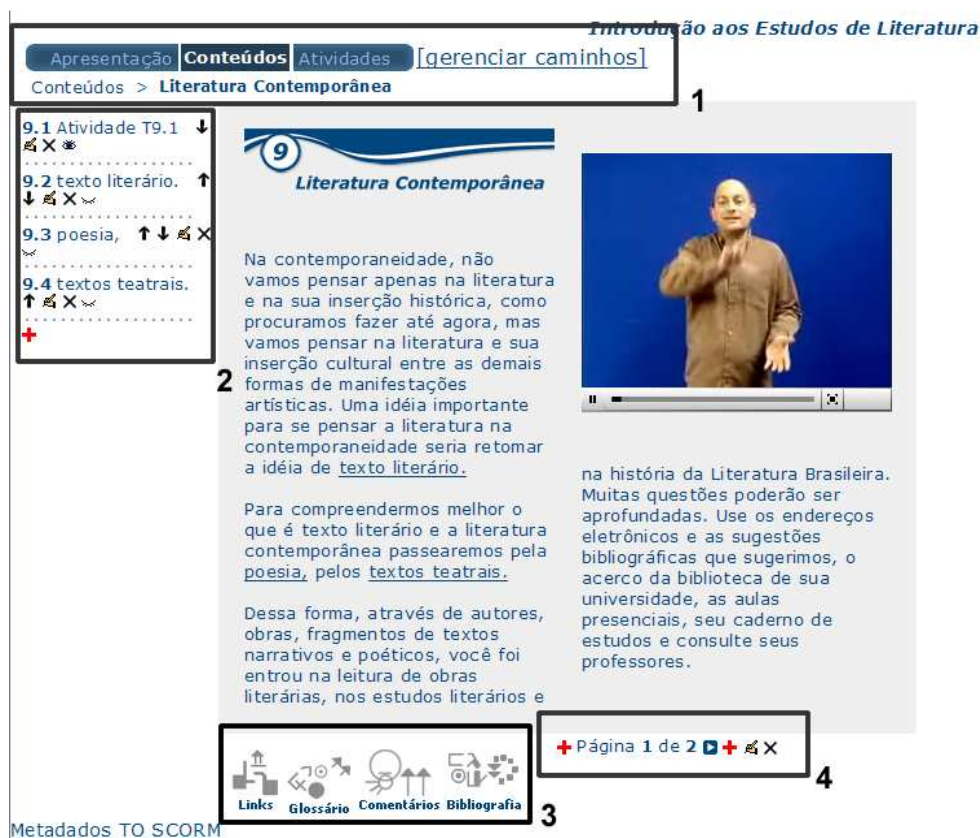 Introdução aos Estudos de Literatura
Apresentação Conteúdos Atividades [gerenciar caminhos]
Conteúdos > Literatura Contemporânea
1
9.1 Atividade T9.1
9.2 texto literário.
9.3 poesia,
9.4 textos teatrais.
2
9
Literatura Contemporânea
Na contemporaneidade, não
vamos pensar apenas na literatura
e na sua inserção histórica, como
procuramos fazer até agora, mas
vamos pensar na literatura e sua
inserção cultural entre as demais
formas de manifestações
artísticas. Uma idéia importante
para se pensar a literatura na
contemporaneidade seria retomar
a idéia de texto literário.
Para compreendermos melhor o
que é texto literário e a literatura
contemporânea passearemos pela
poesia, pelos textos teatrais.
Dessa forma, através de autores,
obras, fragmentos de textos
narrativos e poéticos, você foi
entrou na leitura de obras
literárias, nos estudos literários e
na história da Literatura Brasileira.
Muitas questões poderão ser
aprofundadas. Use os endereços
eletrônicos e as sugestões
bibliográficas que sugerimos, o
acerco da biblioteca de sua
universidade, as aulas
presenciais, seu caderno de
estudos e consulte seus
professores.
Links Glossário Comentários Bibliografia
3
Página 1 de 2
4
Metadados TO SCORM